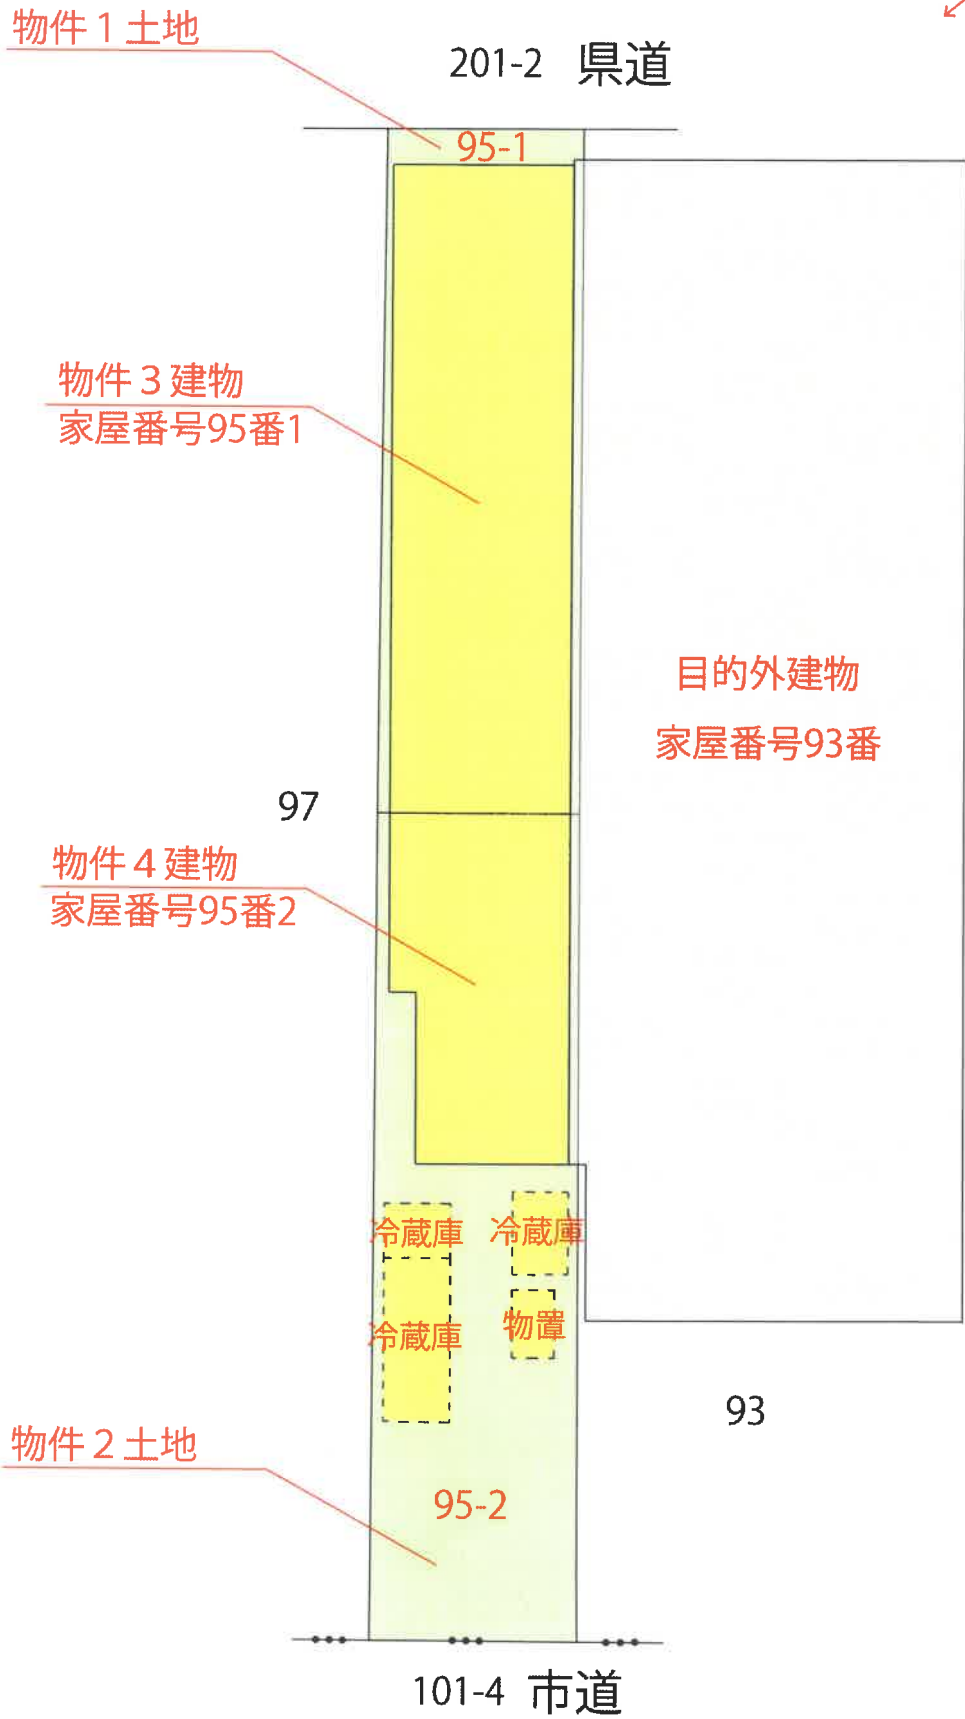 物件1土地
201-2 県道
95-1
物件3建物
家屋番号95番1
目的外建物
家屋番号93番
97
物件4建物
家屋番号95番2
冷蔵庫
冷蔵庫
冷蔵庫
物置
93
物件2土地
95-2
101-4 市道